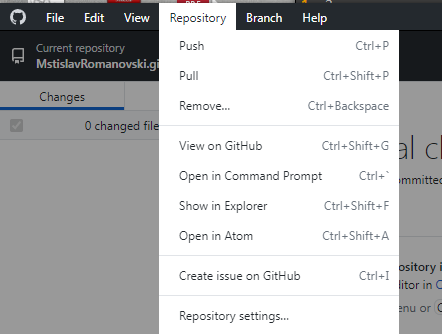 File Edit View Repository Branch Help
Current repository
MstislavRomanovski.gi
Changes
0 changed file
Push Ctrl+P
Pull Ctrl+Shift+P
Remove... Ctrl+Backspace
View on GitHub Ctrl+Shift+G
Open in Command Prompt Ctrl+`
Show in Explorer Ctrl+Shift+F
Open in Atom Ctrl+Shift+A
Create issue on GitHub Ctrl+I
Repository settings...
al c
ommitted
ository i
ditor in
enu or